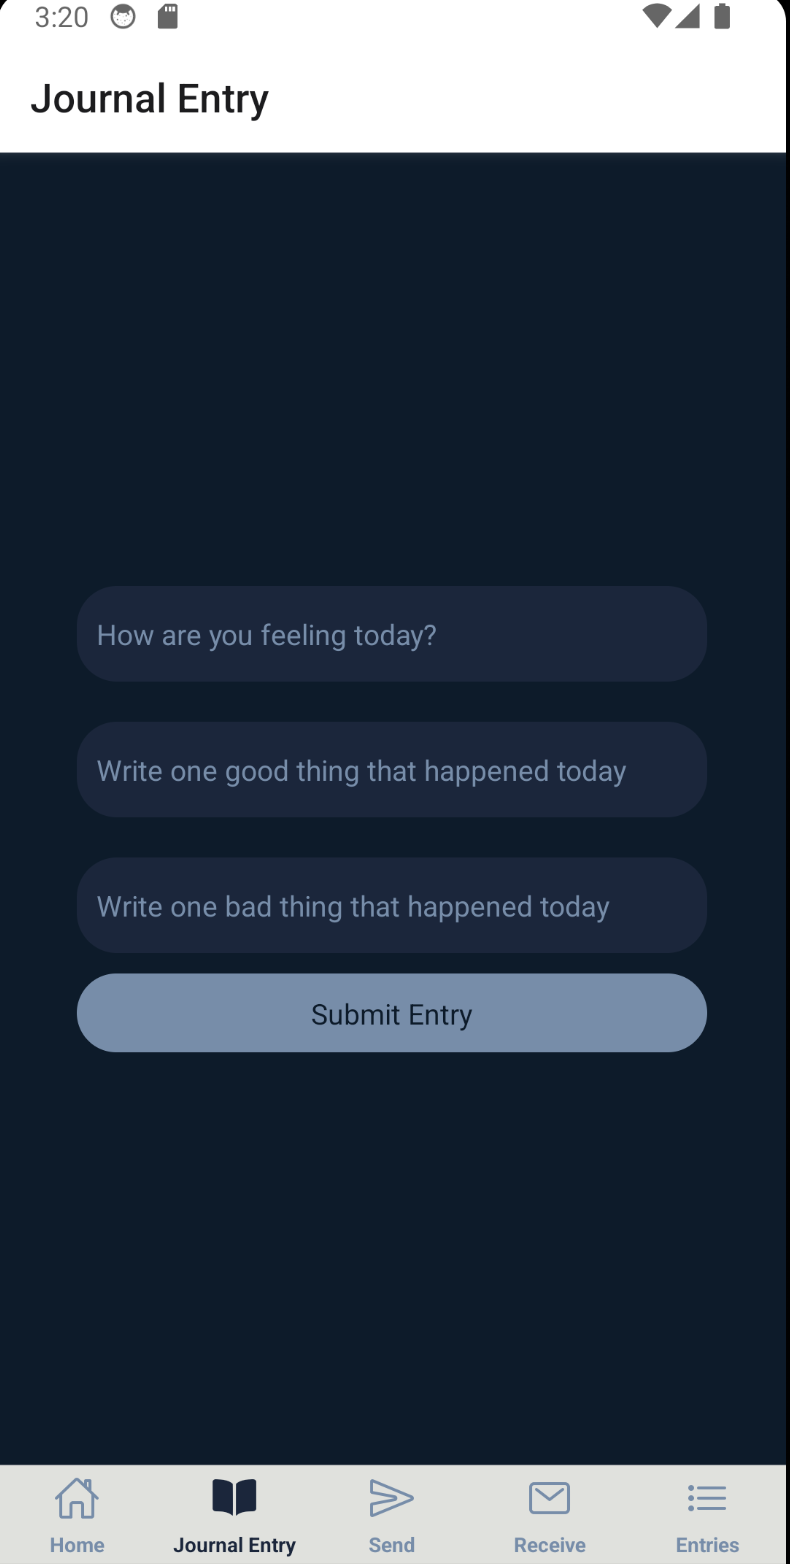 3:20
Journal Entry
How are you feeling today?
Write one good thing that happened today
Write one bad thing that happened today
Submit Entry
Home
Journal Entry
Send
Receive
Entries